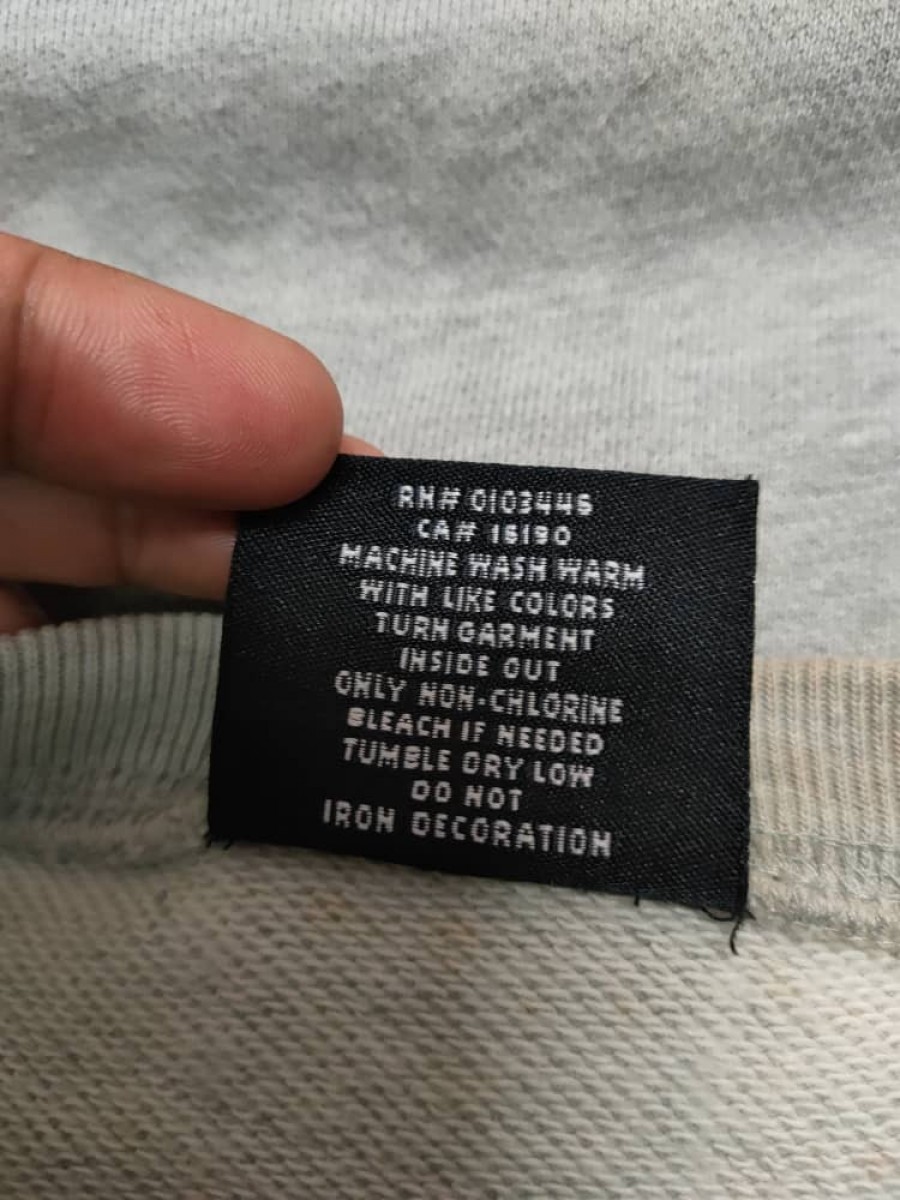 RN# 0103446
CA# 16190
MACHINE WASH WARM
WITH LIKE COLORS
TURN GARMENT
INSIDE OUT
ONLY NON-CHLORINE
BLEACH IF NEEDED
TUMBLE DRY LOW
DO NOT
IRON DECORATION